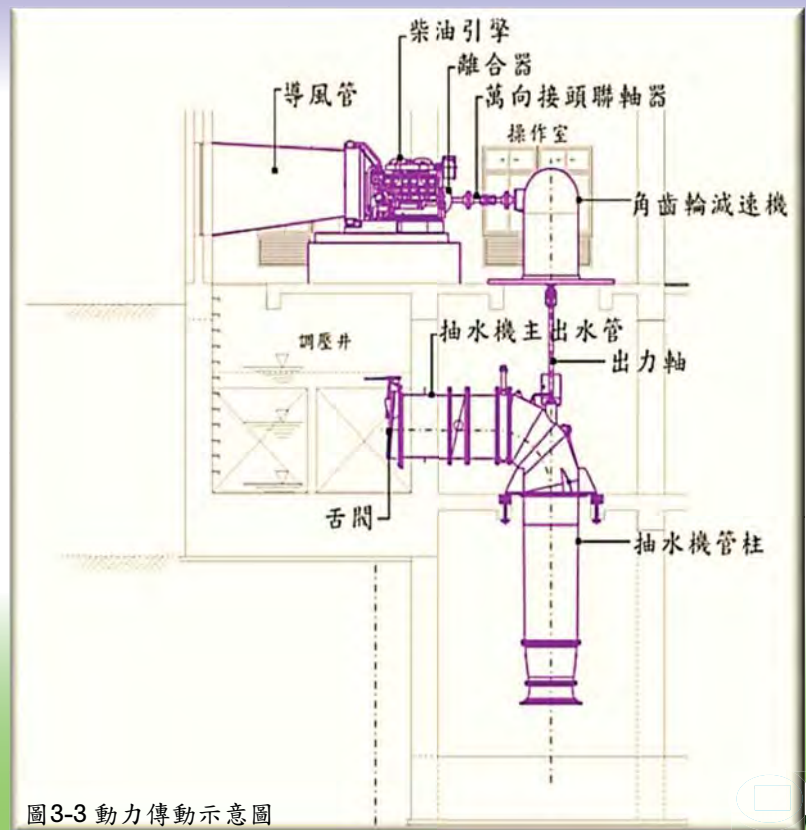 柴油引擎
離合器
導風管
萬向接頭聯軸器
操作室
角齒輪減速機
調壓井
抽水機主出水管
出力軸
舌閥
抽水機管柱
圖3-3 動力傳動示意圖